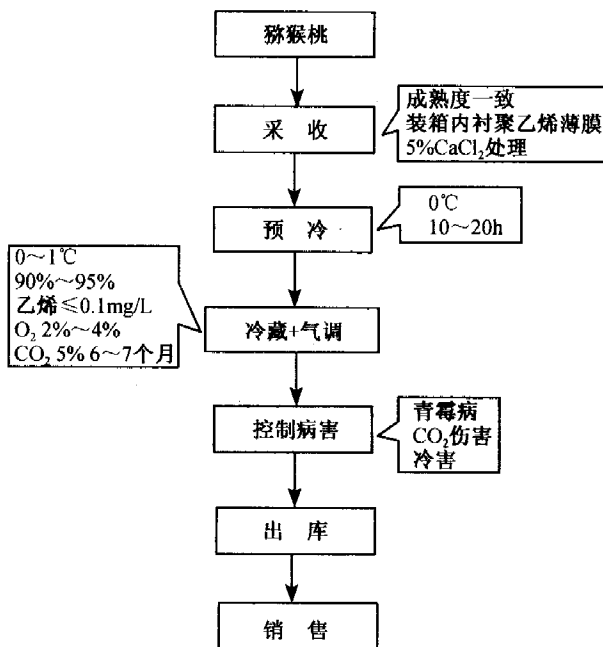 猕猴桃
采 收
成熟度一致
装箱内衬聚乙烯薄膜
5%CaCl₂处理
预 冷
0℃
10～20h
0～1℃
90%～95%
乙烯≤0.1mg/L
O₂ 2%～4%
CO₂ 5% 6～7个月
冷藏+气调
控制病害
青霉病
CO₂伤害
冷害
出 库
销 售